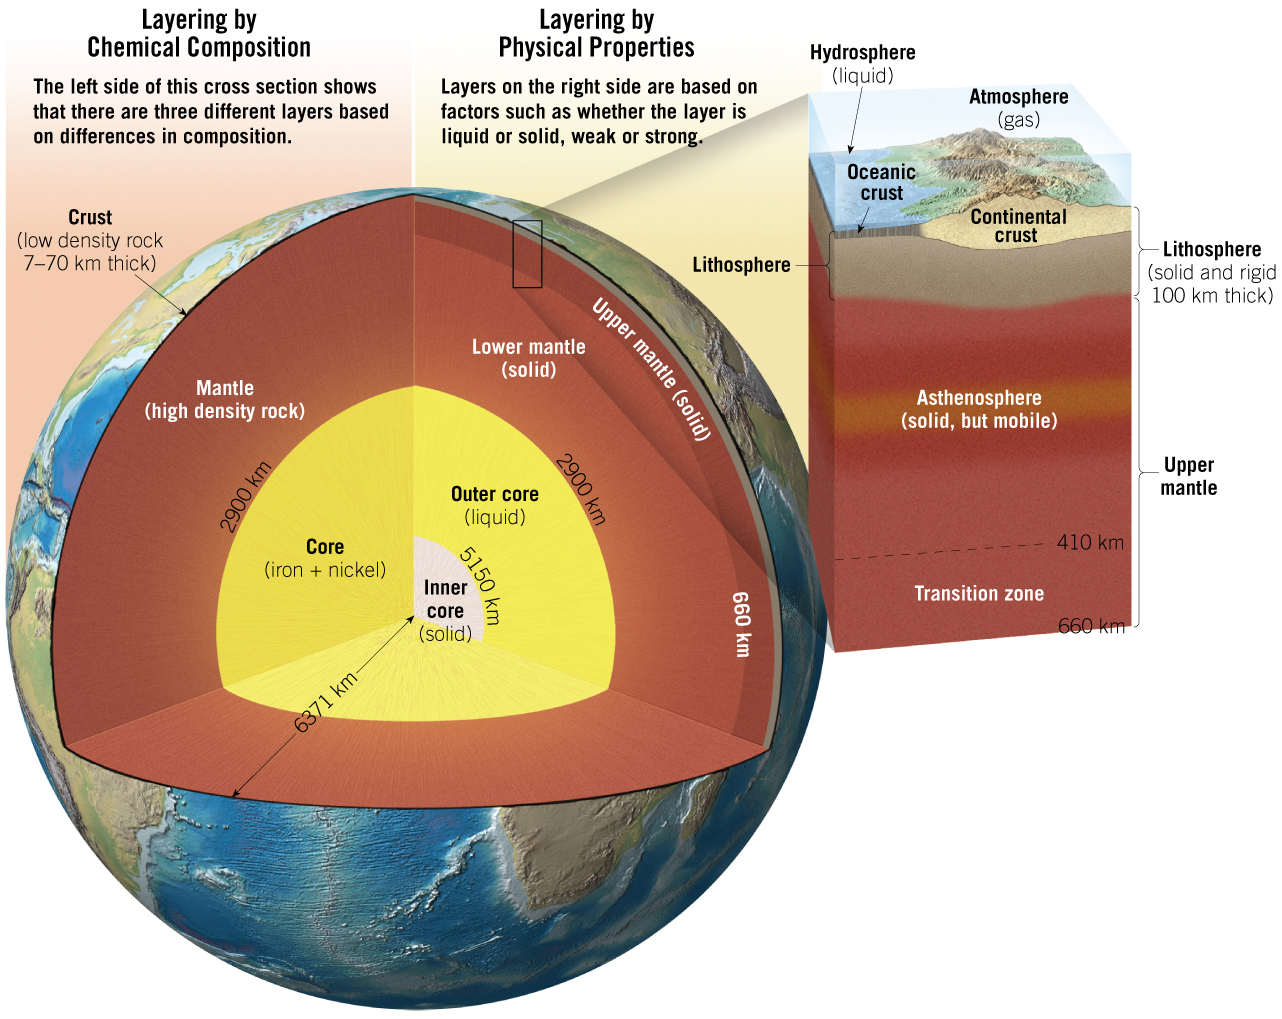 Layering by
Chemical Composition
The left side of this cross section shows
that there are three different layers based
on differences in composition.
Layering by
Physical Properties
Layers on the right side are based on
factors such as whether the layer is
liquid or solid, weak or strong.
Hydrosphere
(liquid)
Atmosphere
(gas)
Oceanic
crust
Continental
crust
Lithosphere
Lithosphere
(solid and rigid
100 km thick)
Crust
(low density rock
7–70 km thick)
Mantle
(high density rock)
Lower mantle
(solid)
Upper mantle (solid)
Asthenosphere
(solid, but mobile)
Upper
mantle
410 km
Transition zone
660 km
2900 km
2900 km
Outer core
(liquid)
Core
(iron + nickel)
5150 km
Inner
core
(solid)
660 km
6371 km